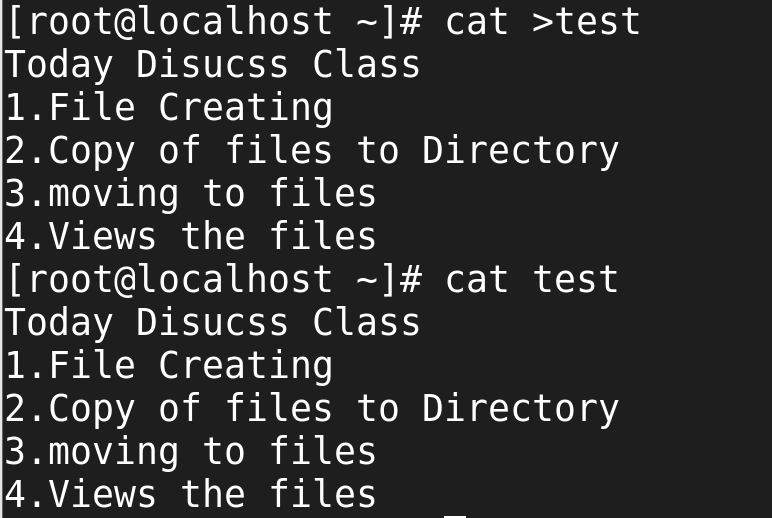 [root@localhost ~]# cat >test
Today Disucss Class
1.File Creating
2.Copy of files to Directory
3.moving to files
4.Views the files
[root@localhost ~]# cat test
Today Disucss Class
1.File Creating
2.Copy of files to Directory
3.moving to files
4.Views the files